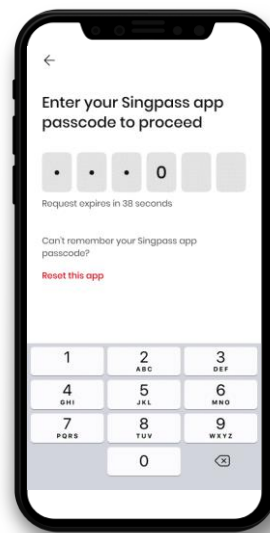 Enter your Singpass app
passcode to proceed
• • • 0
Request expires in 38 seconds
Can't remember your Singpass app
passcode?
Reset this app
1 2 3
ABC DEF
4 5 6
GHI JKL MNO
7 8 9
PQRS TUV WXYZ
0